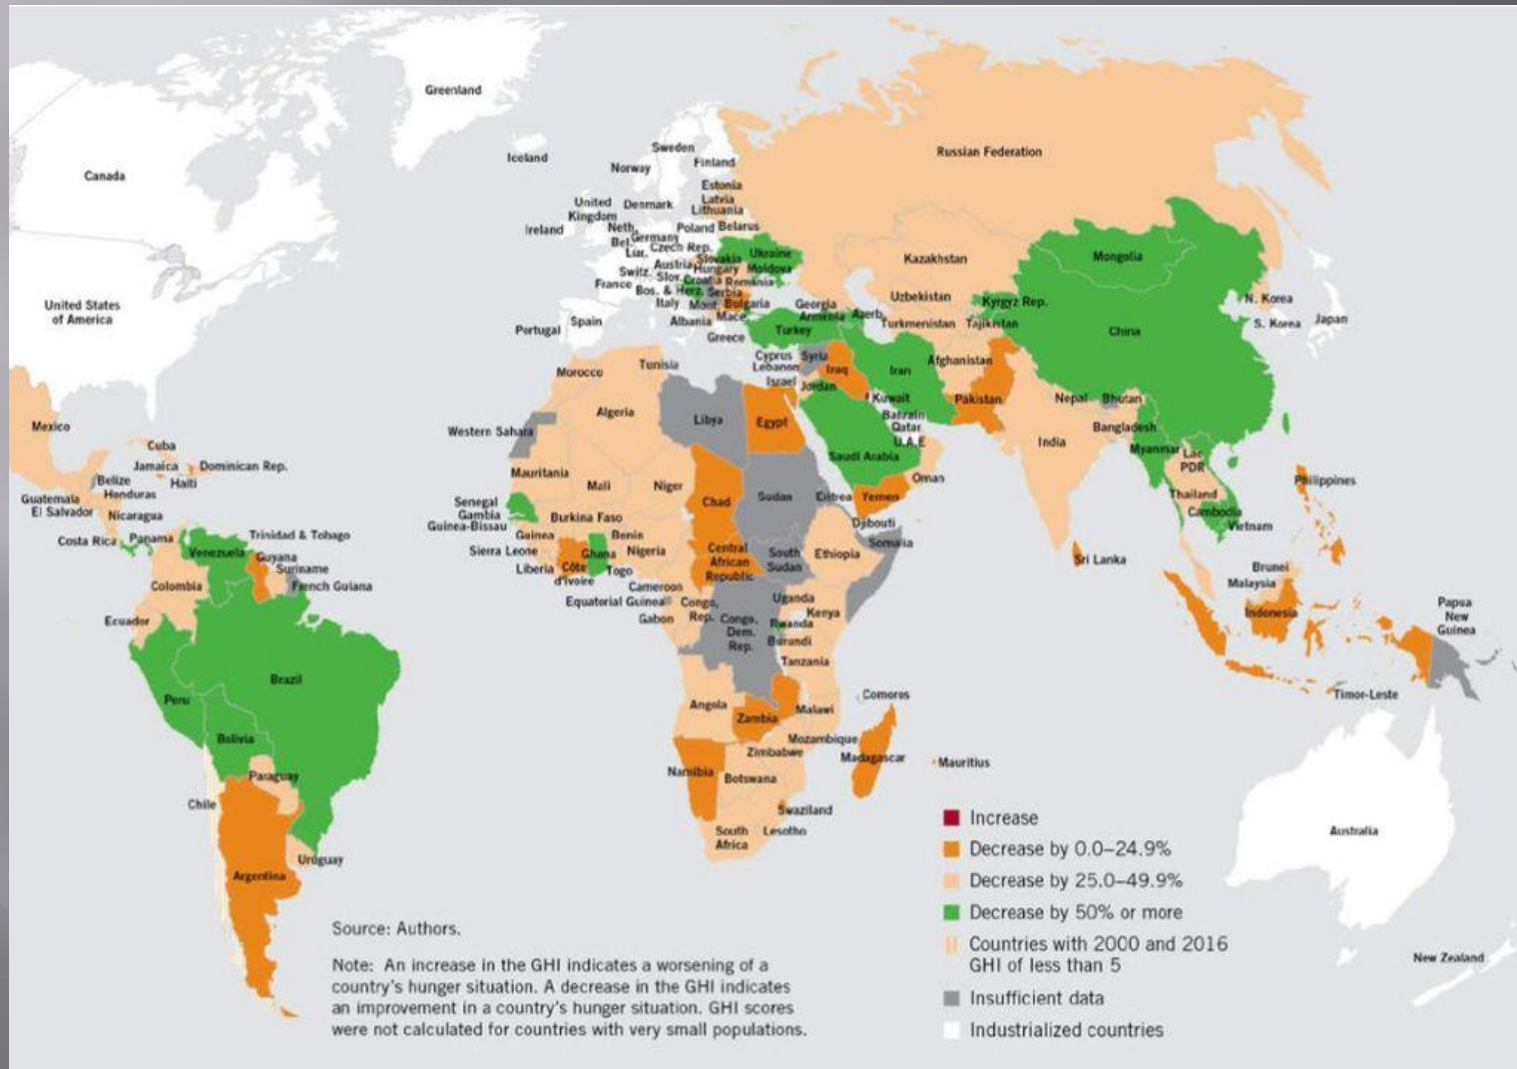 Greenland
Canada
Iceland
Sweden
Norway
Finland
Estonia
Latvia
Lithuania
United
Kingdom
Denmark
Ireland
Neth.
Bel.
Germany
Lux.
Poland
Belarus
Czech Rep.
Russian Federation
Ukraine
Slovakia
Austria
Hungary
Moldova
Switz.
Slov.
Croatia
Romania
France
Bos. & Herz.
Serbia
Italy
Mont.
Bulgaria
Mace.
Albania
Greece
Portugal
Spain
Georgia
Armenia
Azerb.
Turkey
Kazakhstan
Uzbekistan
Turkmenistan
Kyrgyz Rep.
Tajikistan
Mongolia
China
N. Korea
S. Korea
Japan
United States
of America
Cyprus
Lebanon
Israel
Syria
Jordan
Iraq
Iran
Kuwait
Bahrain
Qatar
U.A.E
Afghanistan
Pakistan
Nepal
Bhutan
Bangladesh
India
Myanmar
Lao
PDR
Thailand
Cambodia
Vietnam
Philippines
Saudi Arabia
Oman
Yemen
Morocco
Tunisia
Algeria
Libya
Egypt
Western Sahara
Mauritania
Mali
Niger
Chad
Sudan
Eritrea
Djibouti
Somalia
Ethiopia
Senegal
Gambia
Guinea-Bissau
Guinea
Sierra Leone
Liberia
Côte
d'Ivoire
Burkina Faso
Ghana
Benin
Togo
Nigeria
Cameroon
Equatorial Guinea
Gabon
Congo,
Rep.
Congo,
Dem.
Rep.
Central
African
Republic
South
Sudan
Uganda
Kenya
Rwanda
Burundi
Tanzania
Angola
Zambia
Malawi
Mozambique
Zimbabwe
Namibia
Botswana
Swaziland
South
Africa
Lesotho
Comoros
Madagascar
Mauritius
Mexico
Cuba
Jamaica
Haiti
Dominican Rep.
Belize
Honduras
Guatemala
El Salvador
Nicaragua
Costa Rica
Panama
Trinidad & Tobago
Venezuela
Guyana
Suriname
French Guiana
Colombia
Ecuador
Peru
Brazil
Bolivia
Paraguay
Chile
Uruguay
Argentina
Sri Lanka
Brunei
Malaysia
Indonesia
Papua
New
Guinea
Timor-Leste
Australia
New Zealand
Increase
Decrease by 0.0–24.9%
Decrease by 25.0–49.9%
Decrease by 50% or more
Countries with 2000 and 2016
GHI of less than 5
Insufficient data
Industrialized countries
Source: Authors.
Note: An increase in the GHI indicates a worsening of a
country's hunger situation. A decrease in the GHI indicates
an improvement in a country's hunger situation. GHI scores
were not calculated for countries with very small populations.